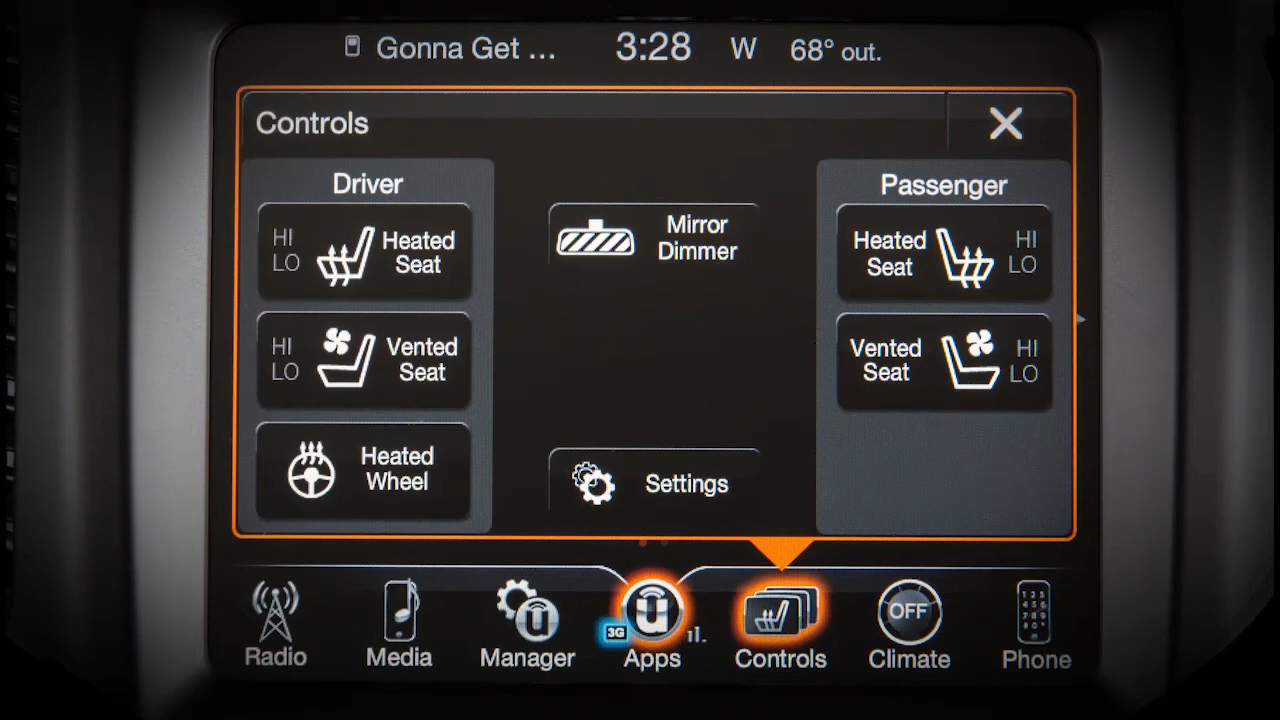 Gonna Get ... 3:28 W 68° out.
Controls
Driver
Passenger
HI
LO
Heated
Seat
Mirror
Dimmer
Heated
Seat
HI
LO
HI
LO
Vented
Seat
Vented
Seat
HI
LO
Heated
Wheel
Settings
3G
OFF
Radio Media Manager Apps Controls Climate Phone